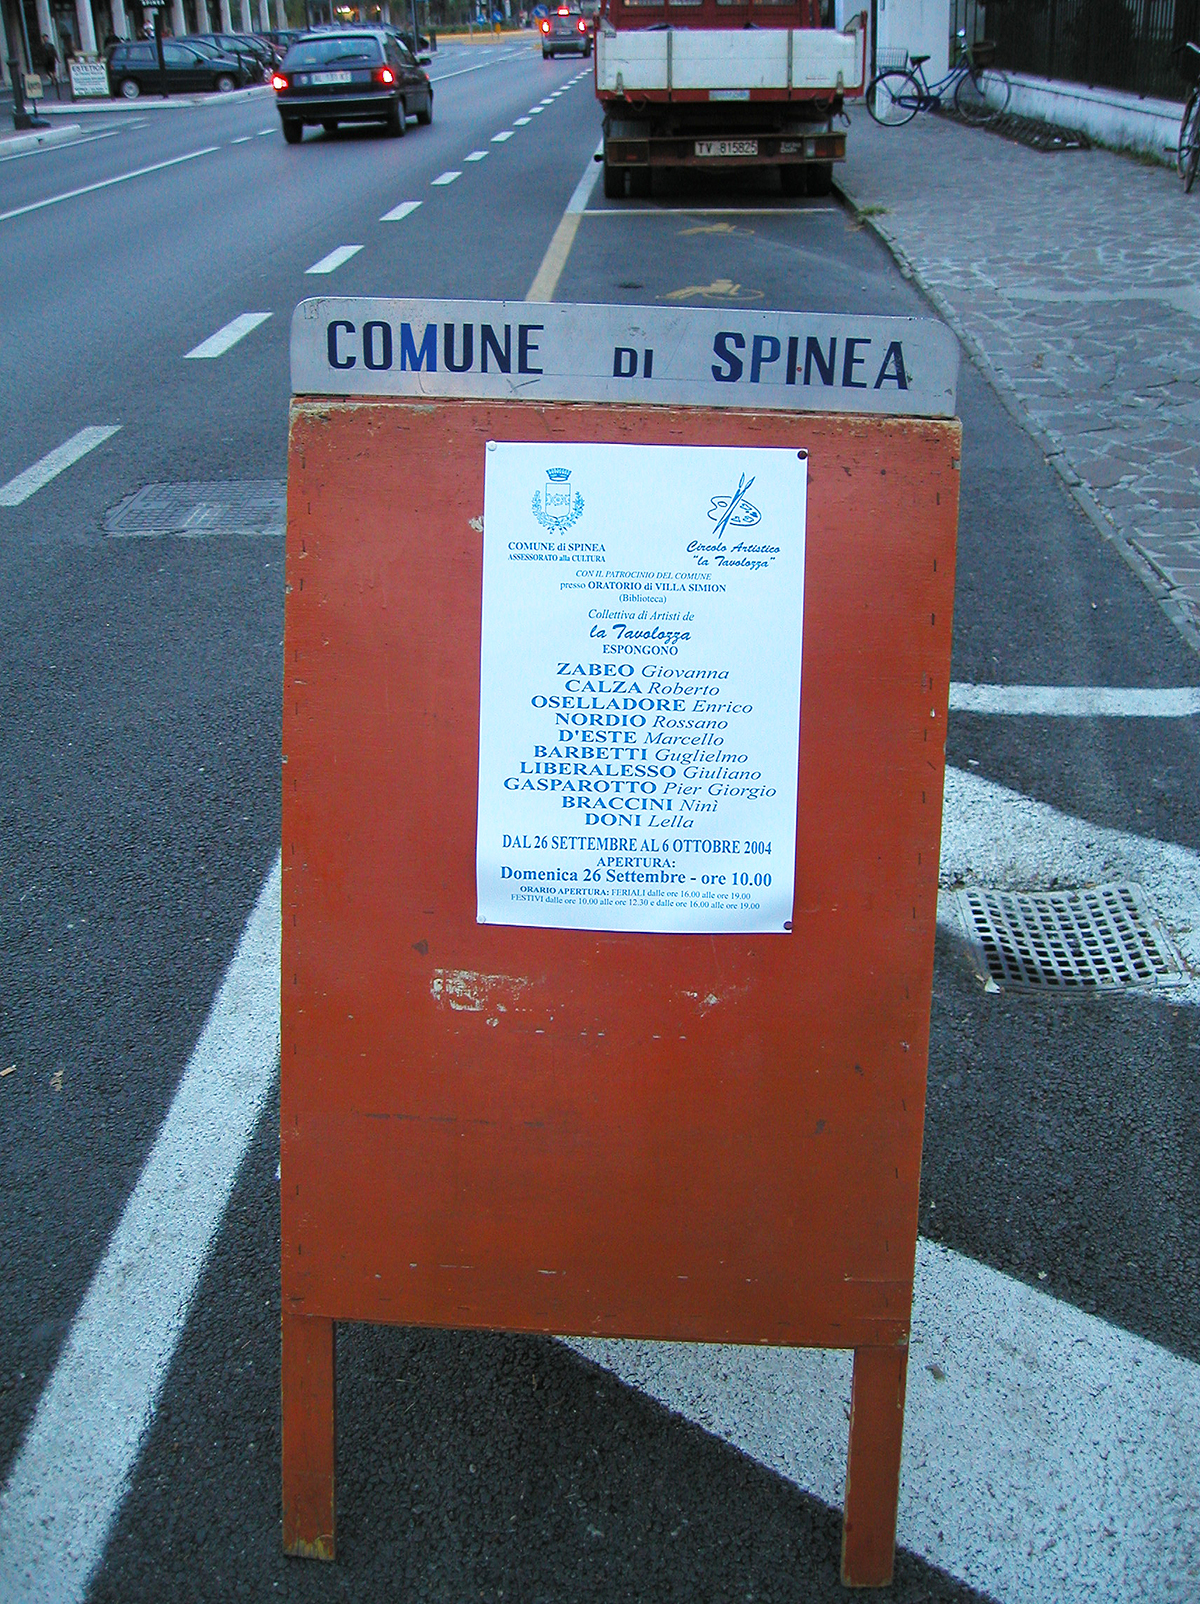 SPINEA
ESTETICA
TV 815825
COMUNE DI SPINEA
COMUNE di SPINEA
ASSESSORATO alla CULTURA
Circolo Artistico
"la Tavolozza"
CON IL PATROCINIO DEL COMUNE
presso ORATORIO di VILLA SIMION
(Biblioteca)
Collettiva di Artisti de
la Tavolozza
ESPONGONO
ZABEO Giovanna
CALZA Roberto
OSELLADORE Enrico
NORDIO Rossano
D'ESTE Marcello
BARBETTI Guglielmo
LIBERALESSO Giuliano
GASPAROTTO Pier Giorgio
BRACCINI Ninì
DONI Lella
DAL 26 SETTEMBRE AL 6 OTTOBRE 2004
APERTURA:
Domenica 26 Settembre - ore 10.00
ORARIO APERTURA: FERIALI dalle ore 16.00 alle ore 19.00
FESTIVI dalle ore 10.00 alle ore 12.30 e dalle ore 16.00 alle ore 19.00